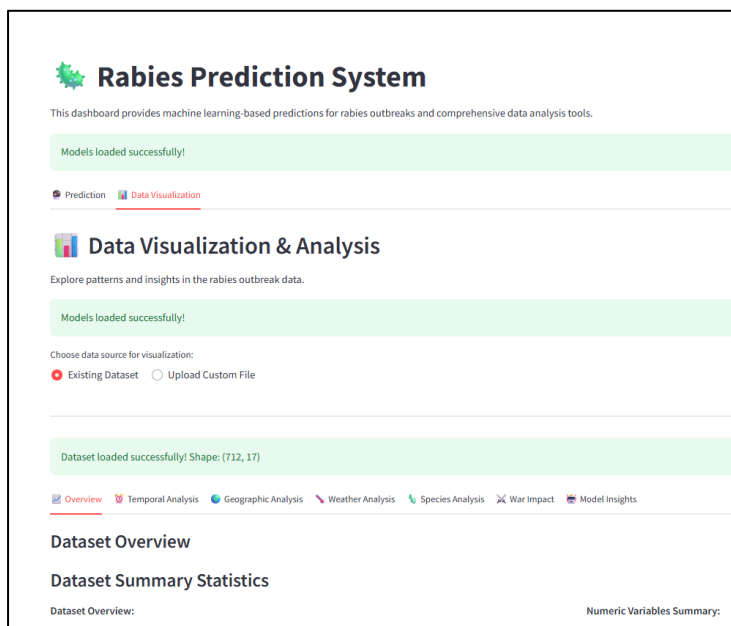 Rabies Prediction System
This dashboard provides machine learning-based predictions for rabies outbreaks and comprehensive data analysis tools.
Models loaded successfully!
Prediction Data Visualization
Data Visualization & Analysis
Explore patterns and insights in the rabies outbreak data.
Models loaded successfully!
Choose data source for visualization:
Existing Dataset Upload Custom File
Dataset loaded successfully! Shape: (712, 17)
Overview Temporal Analysis Geographic Analysis Weather Analysis Species Analysis War Impact Model Insights
Dataset Overview
Dataset Summary Statistics
Dataset Overview: Numeric Variables Summary: